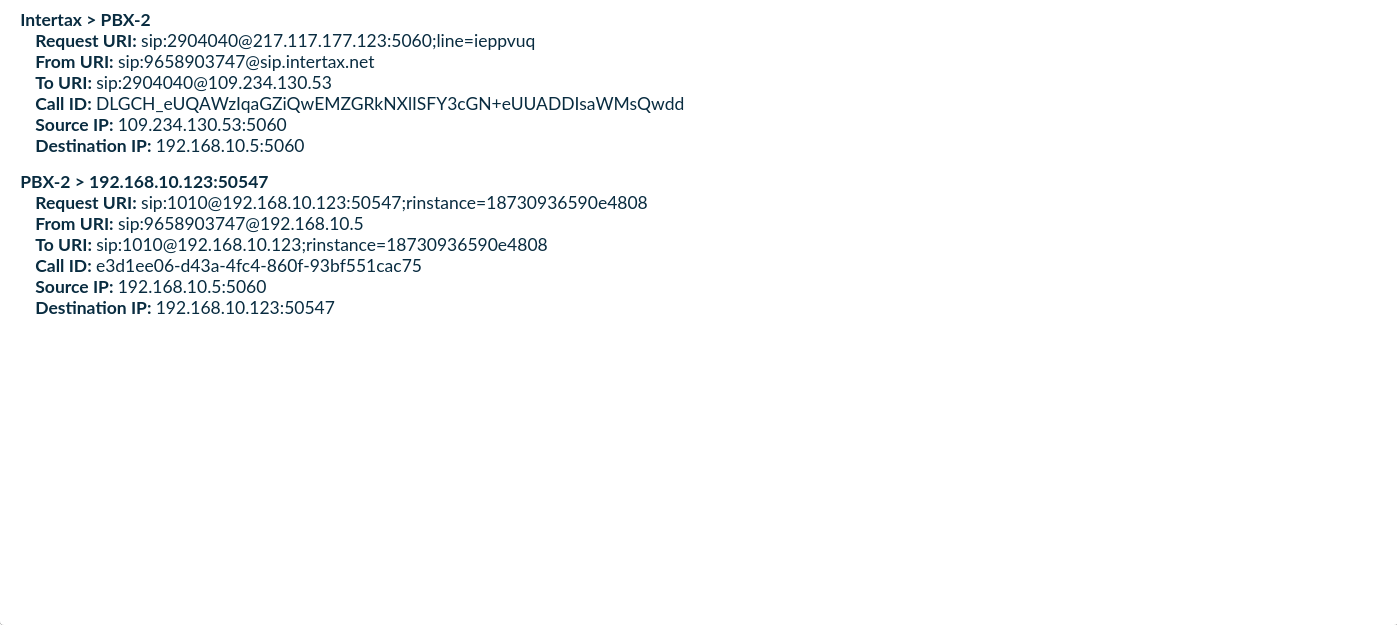 Intertax > PBX-2
Request URI: sip:2904040@217.117.177.123:5060;line=ieppvuq
From URI: sip:9658903747@sip.intertax.net
To URI: sip:2904040@109.234.130.53
Call ID: DLGCH_eUQAWzIqaGZiQwEMZGRkNXlISFY3cGN+eUUADDIsaWMsQwdd
Source IP: 109.234.130.53:5060
Destination IP: 192.168.10.5:5060
PBX-2 > 192.168.10.123:50547
Request URI: sip:1010@192.168.10.123:50547;rinstance=18730936590e4808
From URI: sip:9658903747@192.168.10.5
To URI: sip:1010@192.168.10.123;rinstance=18730936590e4808
Call ID: e3d1ee06-d43a-4fc4-860f-93bf551cac75
Source IP: 192.168.10.5:5060
Destination IP: 192.168.10.123:50547